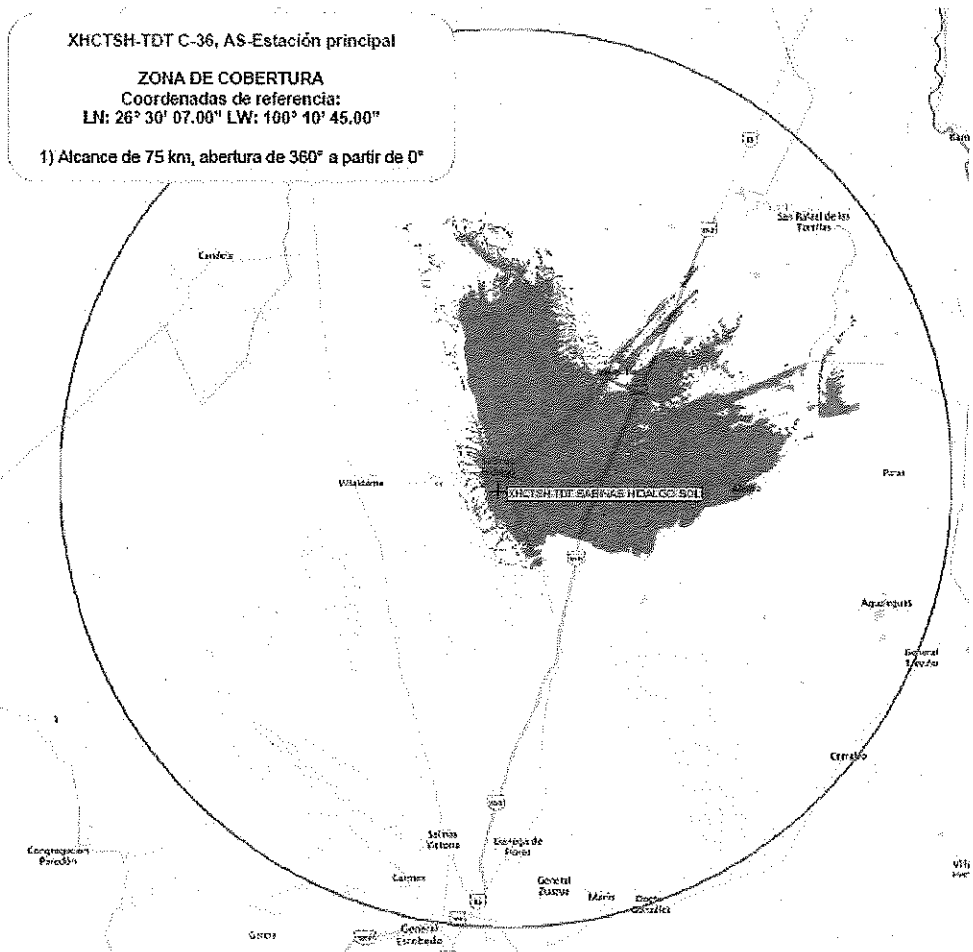 XHCTSH-TDT C-36, AS-Estación principal
ZONA DE COBERTURA
Coordenadas de referencia:
LN: 26° 30' 07.00" LW: 100° 10' 45.00"
1) Alcance de 75 km, abertura de 360° a partir de 0°
San Rafael de las
Tortillas
Candela
Villaldama
XHCTSH-TDT SABINAS HIDALGO SOL
Paras
Agualeguas
General
Treviño
Cerralvo
Congregación
Paredón
Salinas
Victoria
Ciénega de
Flores
Carmen
General
Zuazua
Marín
Doctor
González
García
General
Escobedo